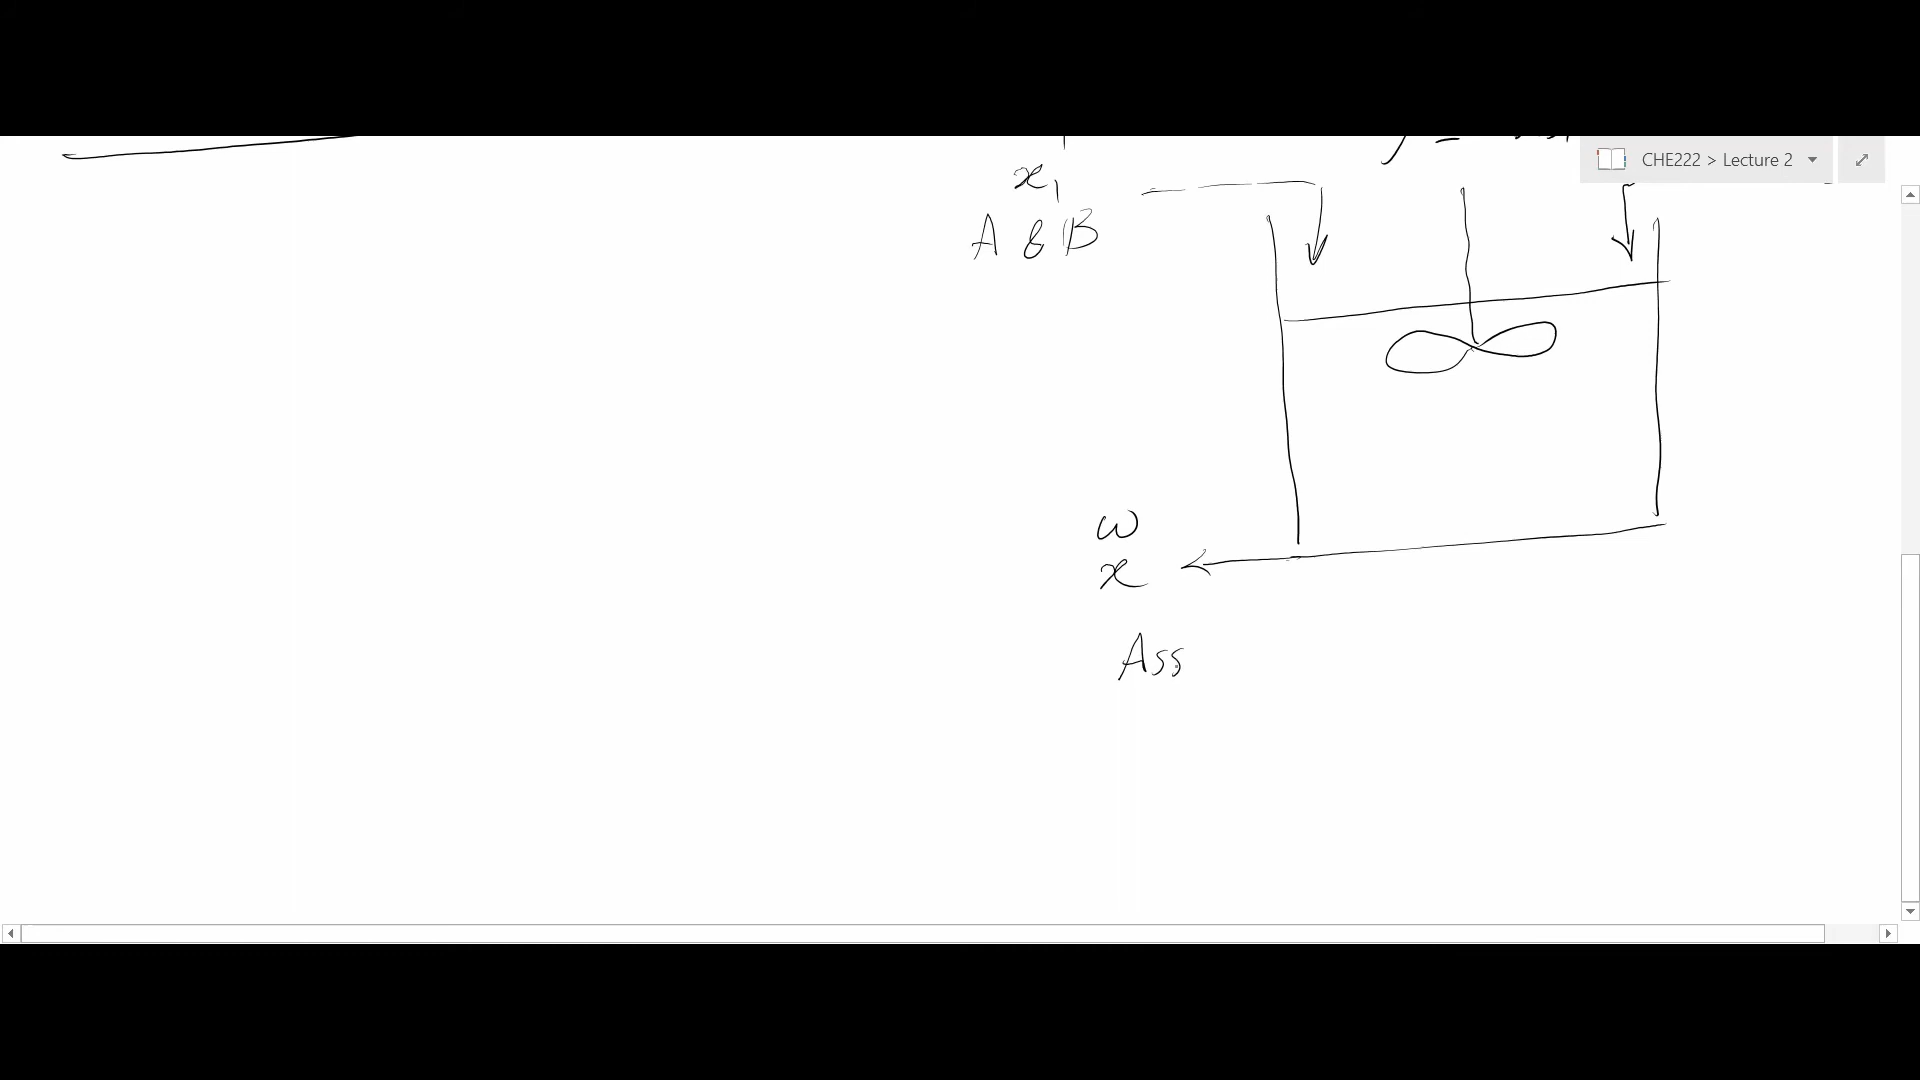 CHE222 > Lecture 2
x₁
A & B
w
x
Ass